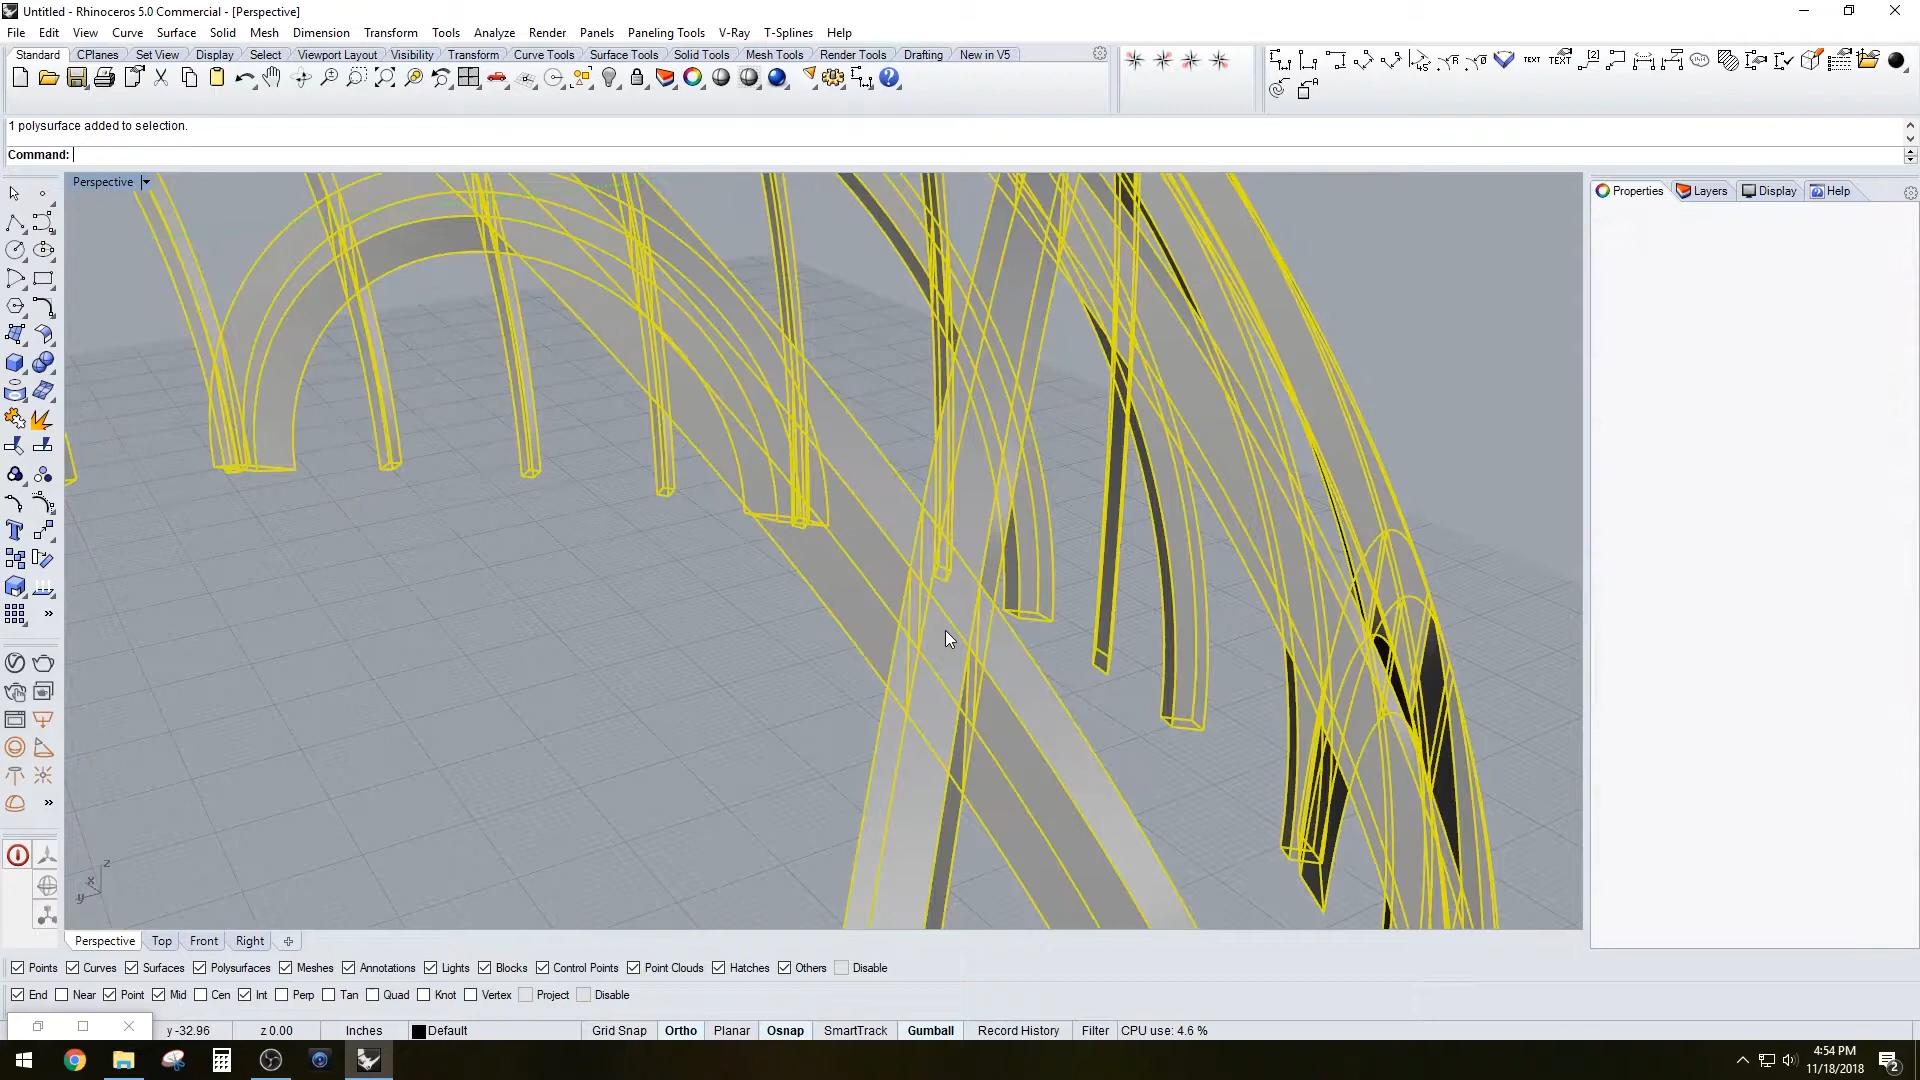 Untitled - Rhinoceros 5.0 Commercial - [Perspective]
File Edit View Curve Surface Solid Mesh Dimension Transform Tools Analyze Render Panels Paneling Tools V-Ray T-Splines Help
Standard CPlanes Set View Display Select Viewport Layout Visibility Transform Curve Tools Surface Tools Solid Tools Mesh Tools Render Tools Drafting New in V5
TEXT TEXT
1 polysurface added to selection.
Command:
Perspective
Properties Layers Display Help
z
x
y
Perspective Top Front Right
Points Curves Surfaces Polysurfaces Meshes Annotations Lights Blocks Control Points Point Clouds Hatches Others Disable
End Near Point Mid Cen Int Perp Tan Quad Knot Vertex Project Disable
y -32.96 z 0.00 Inches Default Grid Snap Ortho Planar Osnap SmartTrack Gumball Record History Filter CPU use: 4.6 %
4:54 PM
11/18/2018
2